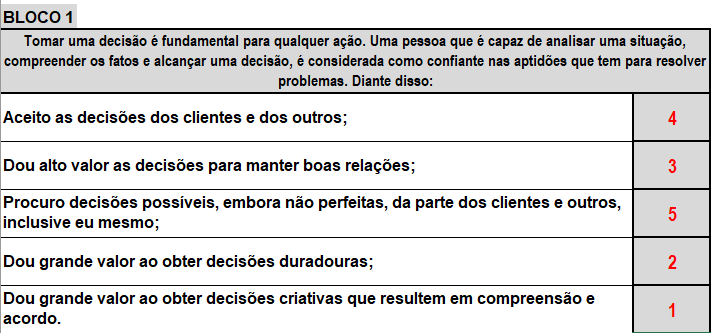 BLOCO 1
Tomar uma decisão é fundamental para qualquer ação. Uma pessoa que é capaz de analisar uma situação,
compreender os fatos e alcançar uma decisão, é considerada como confiante nas aptidões que tem para resolver
problemas. Diante disso:
Aceito as decisões dos clientes e dos outros; 4
Dou alto valor as decisões para manter boas relações; 3
Procuro decisões possíveis, embora não perfeitas, da parte dos clientes e outros,
inclusive eu mesmo; 5
Dou grande valor ao obter decisões duradouras; 2
Dou grande valor ao obter decisões criativas que resultem em compreensão e
acordo. 1